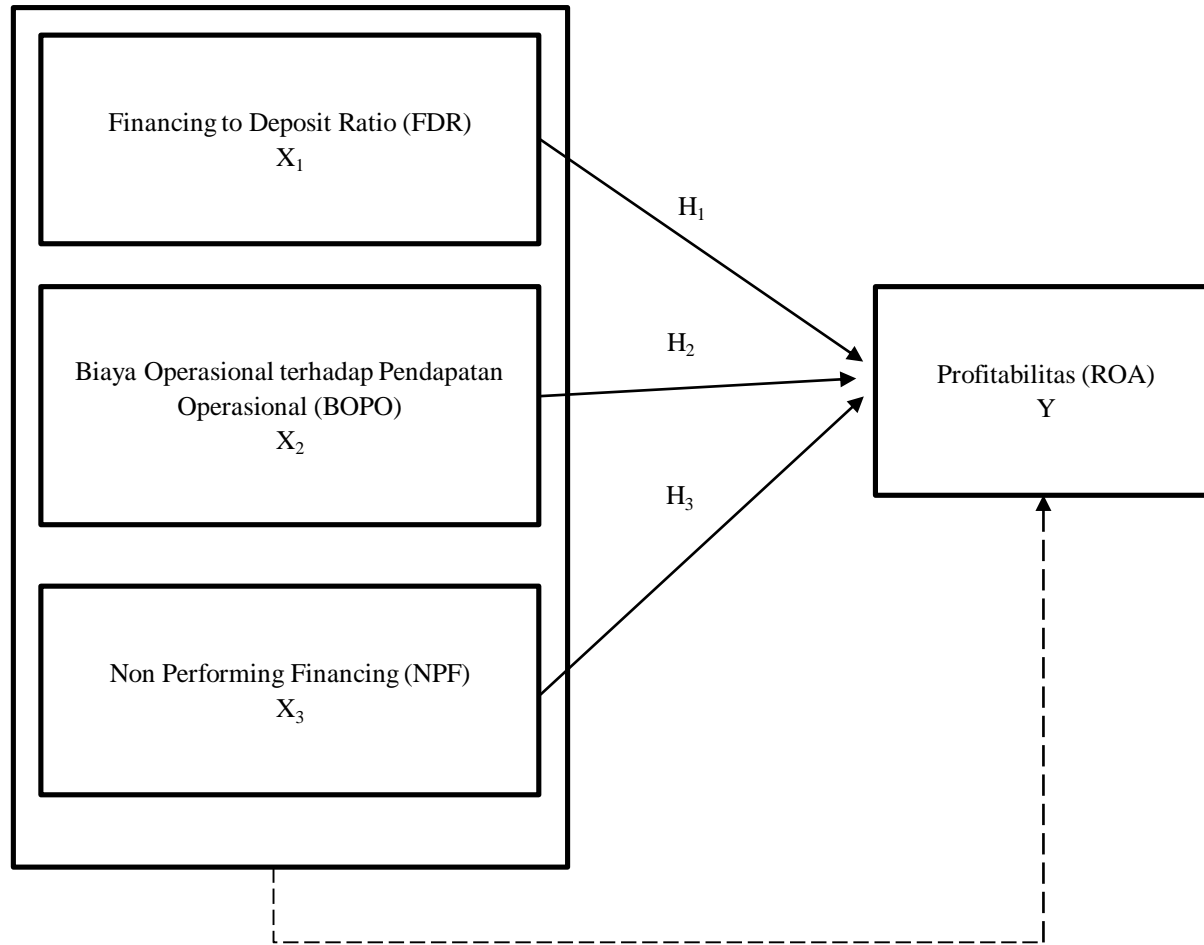 Financing to Deposit Ratio (FDR)
X₁
H₁
Biaya Operasional terhadap Pendapatan
Operasional (BOPO)
X₂
H₂
Profitabilitas (ROA)
Y
H₃
Non Performing Financing (NPF)
X₃